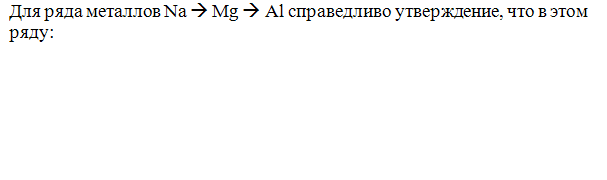 Для ряда металлов Na → Mg → Al справедливо утверждение, что в этом
ряду: